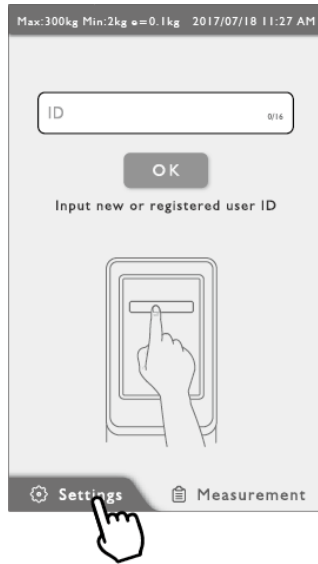 Max:300kg Min:2kg e=0.1kg 2017/07/18 11:27 AM
ID 0/16
OK
Input new or registered user ID
Settings Measurement